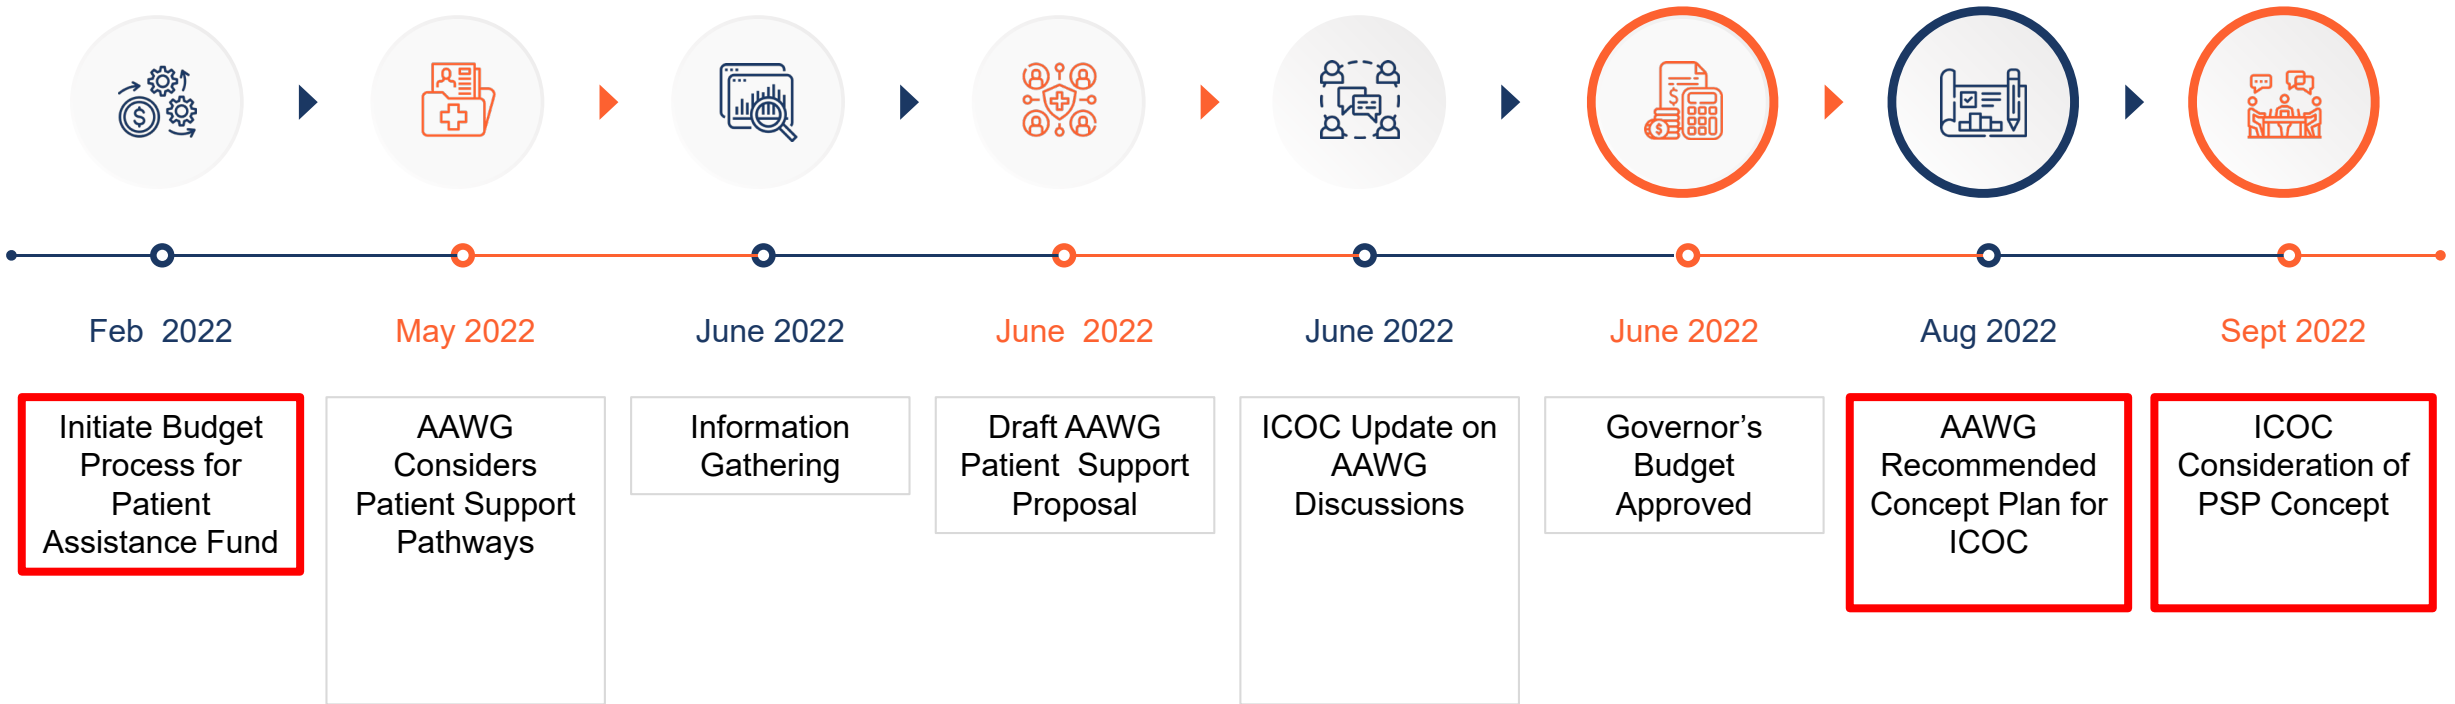 Feb 2022
May 2022
June 2022
June 2022
June 2022
June 2022
Aug 2022
Sept 2022
Initiate Budget
Process for
Patient
Assistance Fund
AAWG
Considers
Patient Support
Pathways
Information
Gathering
Draft AAWG
Patient Support
Proposal
ICOC Update on
AAWG
Discussions
Governor’s
Budget
Approved
AAWG
Recommended
Concept Plan for
ICOC
ICOC
Consideration of
PSP Concept